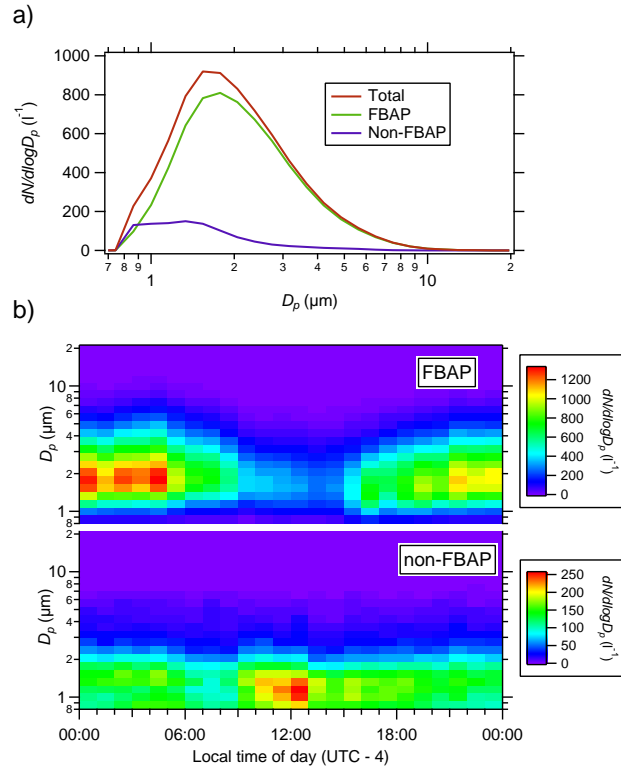 a)
1000
800
600
400
200
0
dN/dlogDp (l⁻¹)
Total
FBAP
Non-FBAP
7 8 9 2 3 4 5 6 7 8 9 2
1 10
Dp (µm)
b)
2
10
8
6
4
2
1
8
Dp (µm)
FBAP
1200
1000
800
600
400
200
0
dN/dlogDp (l⁻¹)
2
10
8
6
4
2
1
8
Dp (µm)
non-FBAP
250
200
150
100
50
0
dN/dlogDp (l⁻¹)
00:00 06:00 12:00 18:00 00:00
Local time of day (UTC - 4)